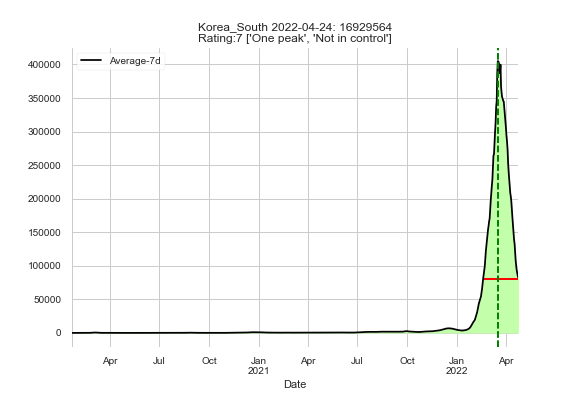 Korea_South 2022-04-24: 16929564
Rating:7 ['One peak', 'Not in control']
Average-7d
400000
350000
300000
250000
200000
150000
100000
50000
0
Apr Jul Oct Jan Apr Jul Oct Jan Apr
2021 2022
Date